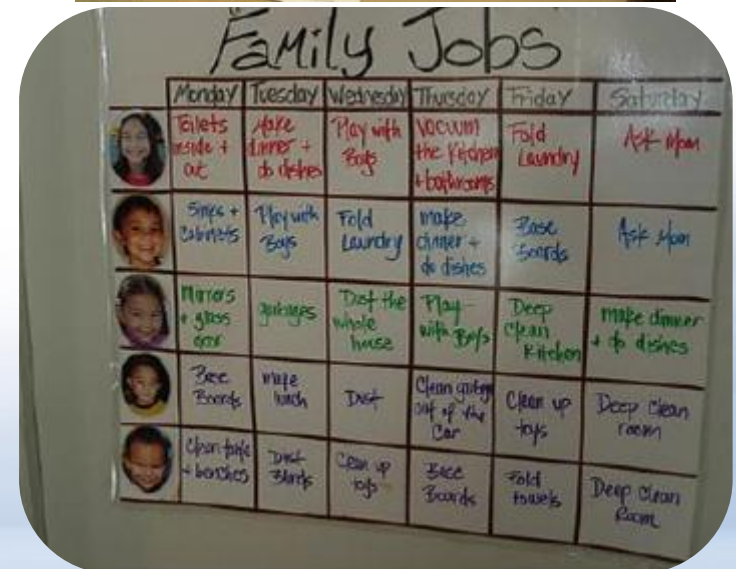 Family Jobs
Monday Tuesday Wednesday Thursday Friday Saturday
Toilets
inside +
out
Make
dinner +
do dishes
Play with
Boys
Vacuum
the Kitchen
+ bathrooms
Fold
Laundry
Ask Mom
Sinks +
Cabinets
Play with
Boys
Fold
Laundry
make
dinner +
do dishes
Base
Boards
Ask Mom
Mirrors
+ glass
door
garbages
Dust the
whole
house
Play
with Boys
Deep
Clean
Kitchen
make dinner
+ do dishes
Base
Boards
make
lunch
Dust
Clean garbage
out of the
Car
Clean up
toys
Deep Clean
room
Clean table
+ benches
Dust
Blinds
Clean up
toys
Base
Boards
Fold
towels
Deep Clean
Room